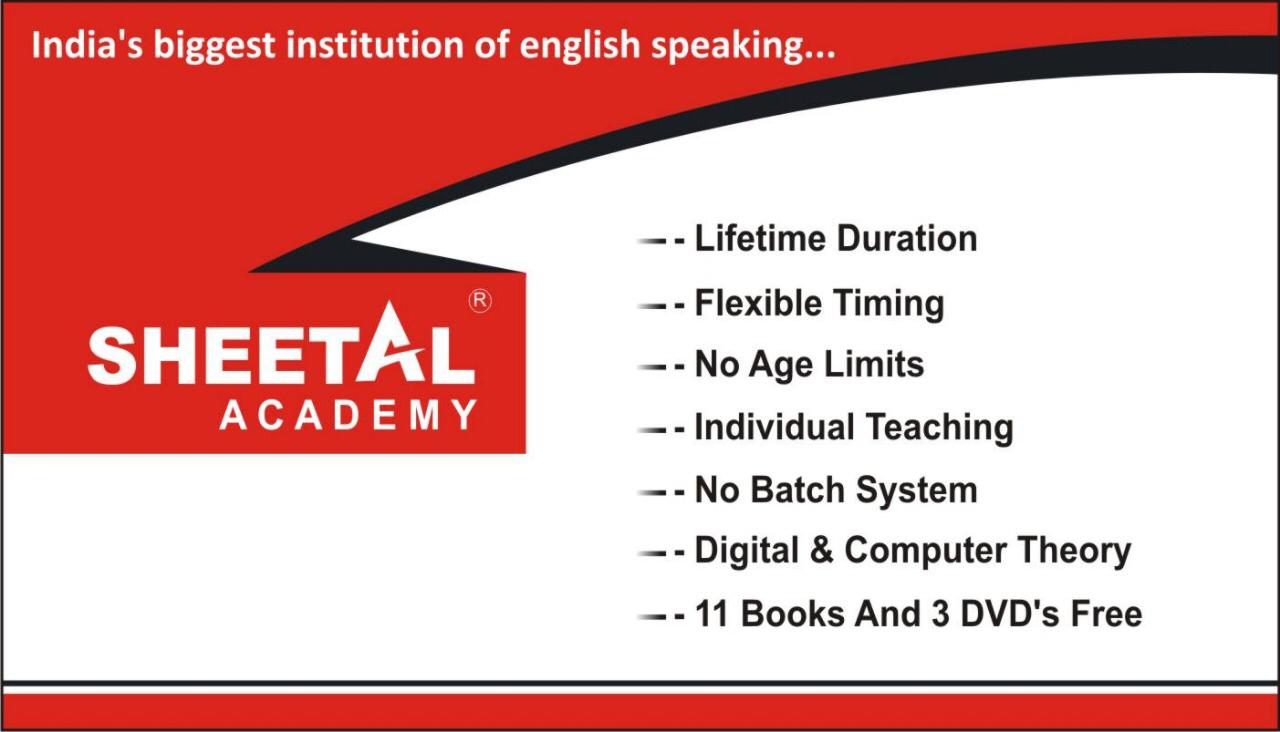 India's biggest institution of english speaking...
SHEETAL ®
ACADEMY
- Lifetime Duration
- Flexible Timing
- No Age Limits
- Individual Teaching
- No Batch System
- Digital & Computer Theory
- 11 Books And 3 DVD's Free